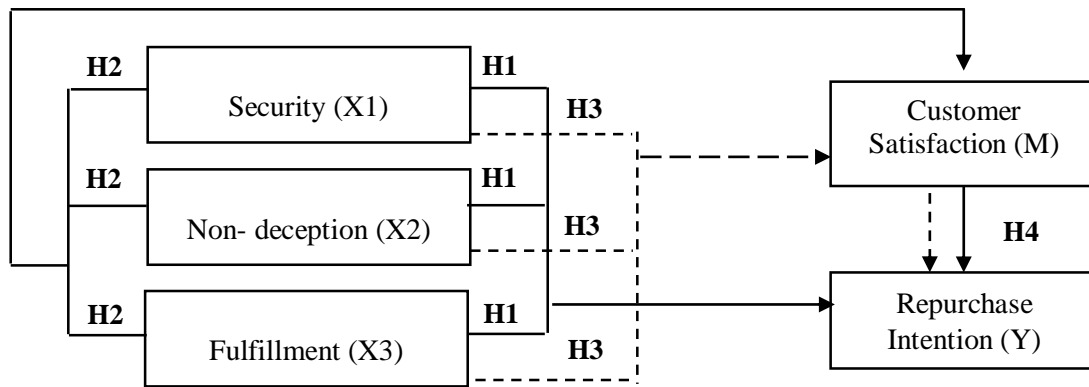 H2
H1
Security (X1)
H3
Customer
Satisfaction (M)
H2
H1
Non- deception (X2)
H3
H4
H2
H1
Fulfillment (X3)
H3
Repurchase
Intention (Y)